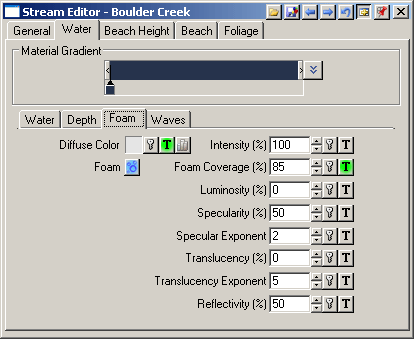 Stream Editor - Boulder Creek
General Water Beach Height Beach Foliage
Material Gradient
Water Depth Foam Waves
Diffuse Color T Intensity (%) 100 T
Foam Foam Coverage (%) 85 T
Luminosity (%) 0 T
Specularity (%) 50 T
Specular Exponent 2 T
Translucency (%) 0 T
Translucency Exponent 5 T
Reflectivity (%) 50 T